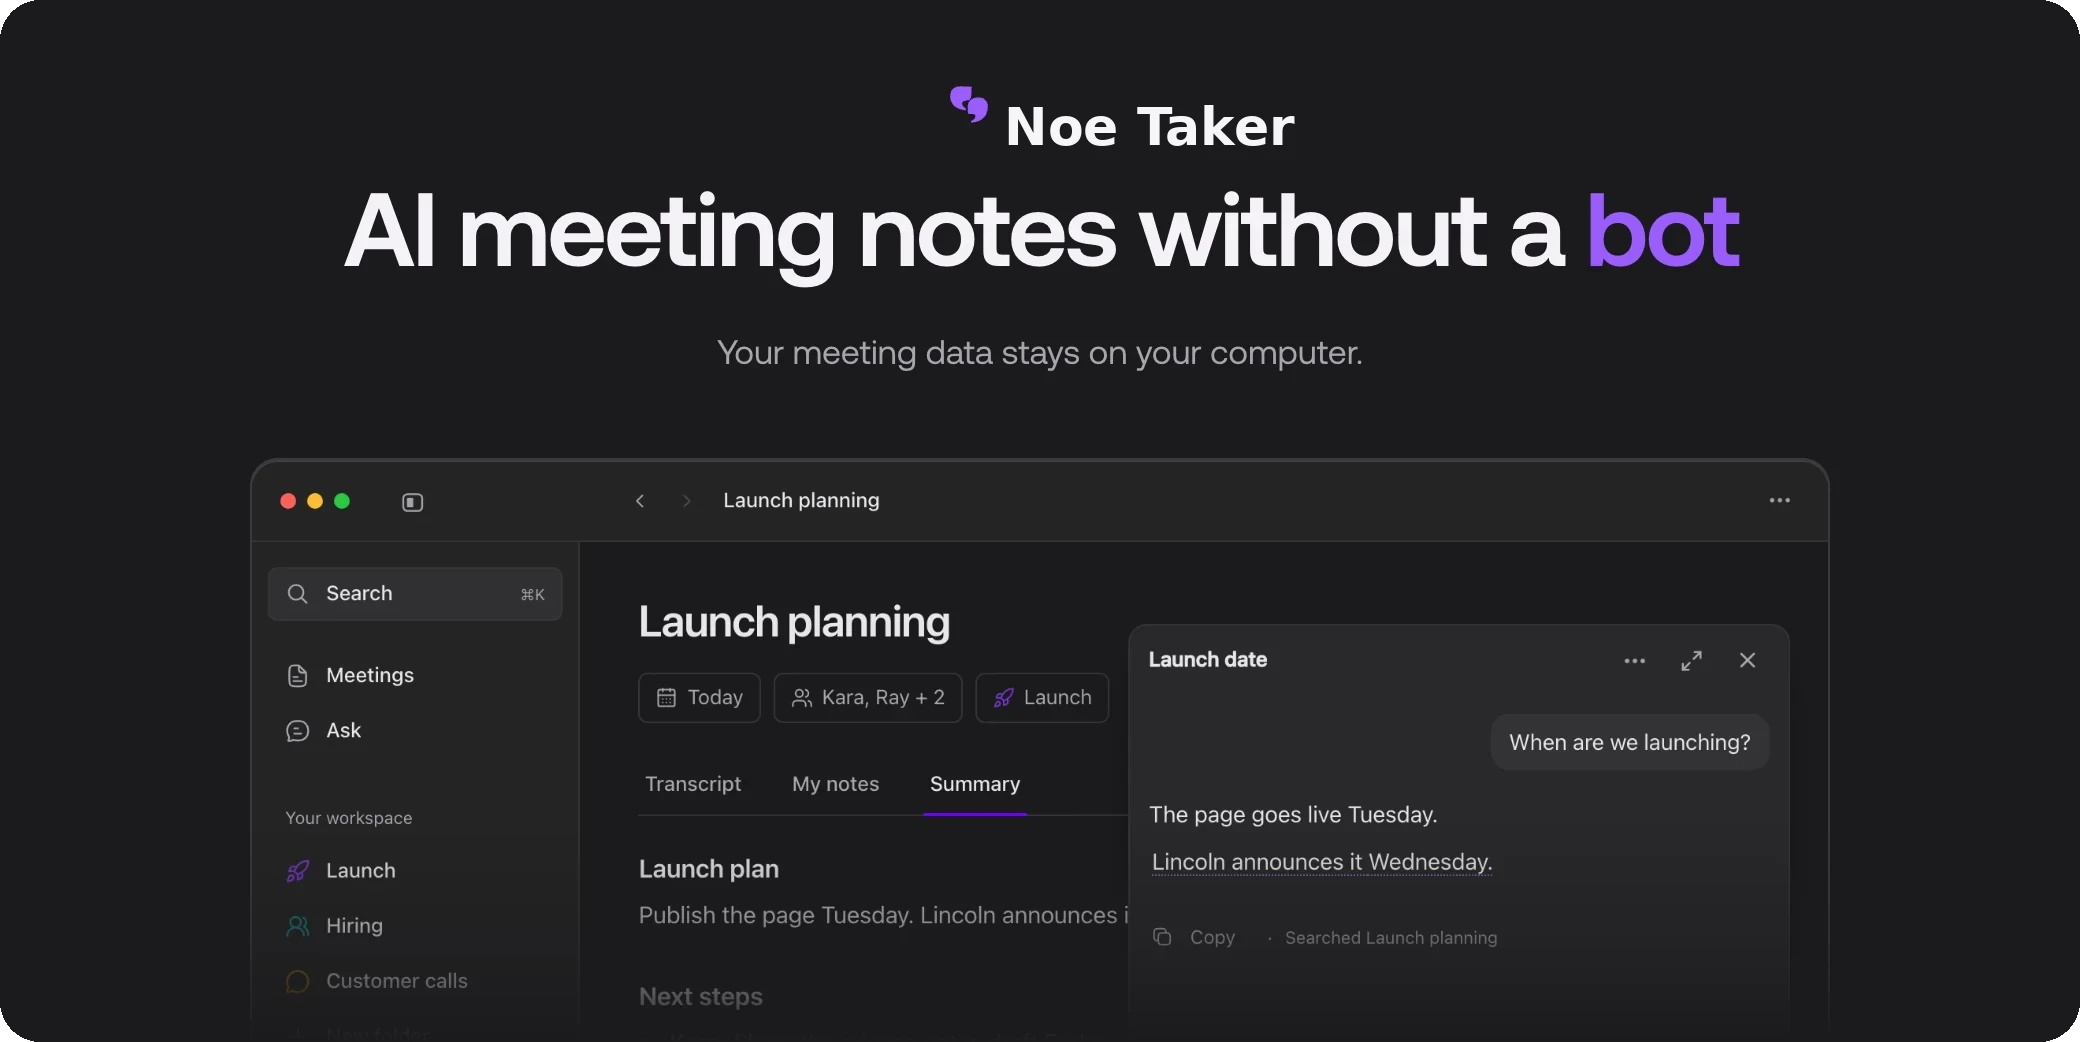 Noe Taker
AI meeting notes without a bot
Your meeting data stays on your computer.
Launch planning
Search ⌘K
Meetings
Ask
Your workspace
Launch
Hiring
Customer calls
New folder
Launch planning
Today Kara, Ray + 2 Launch
Transcript My notes Summary
Launch plan
Publish the page Tuesday. Lincoln announces i
Next steps
Launch date
When are we launching?
The page goes live Tuesday.
Lincoln announces it Wednesday.
Copy · Searched Launch planning